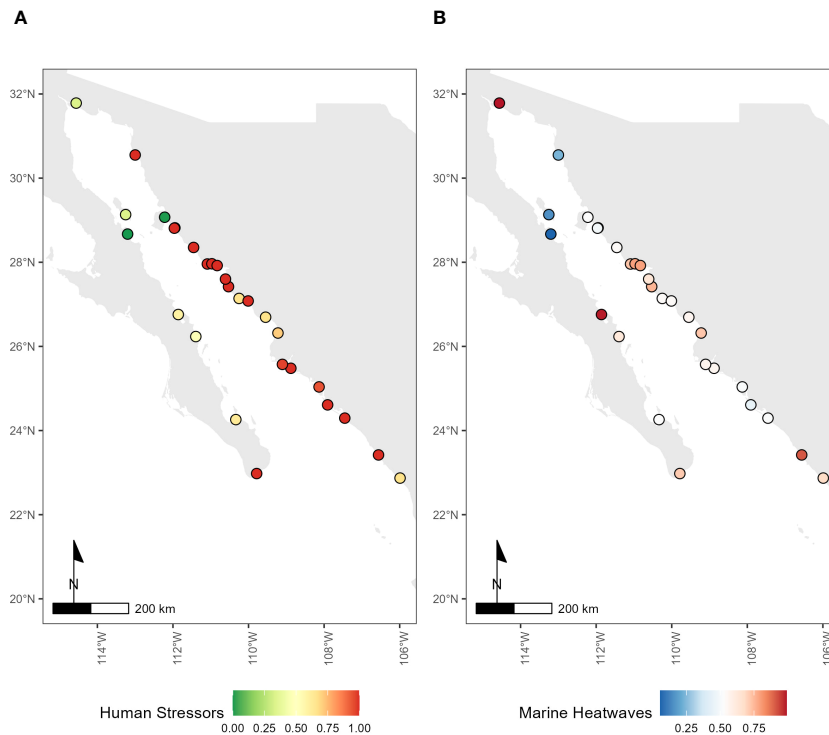 A
B
32°N
30°N
28°N
26°N
24°N
22°N
20°N
N
200 km
114°W
112°W
110°W
108°W
106°W
32°N
30°N
28°N
26°N
24°N
22°N
20°N
N
200 km
114°W
112°W
110°W
108°W
106°W
Human Stressors
0.00 0.25 0.50 0.75 1.00
Marine Heatwaves
0.25 0.50 0.75